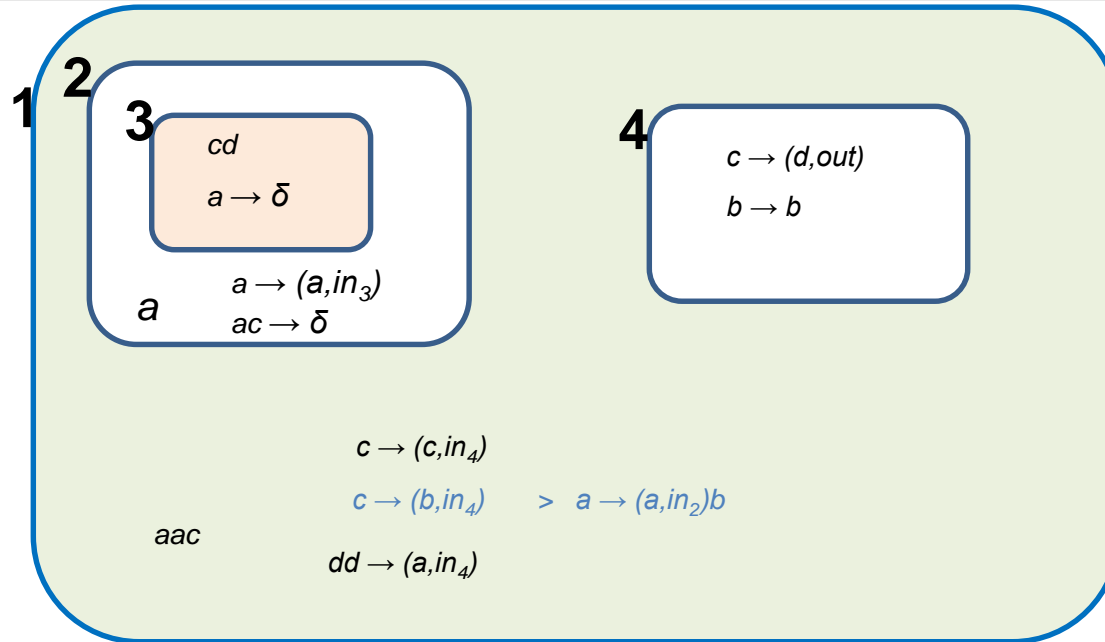 1
2
3
cd
a → δ
a
a → (a,in₃)
ac → δ
4
c → (d,out)
b → b
c → (c,in₄)
c → (b,in₄) > a → (a,in₂)b
aac
dd → (a,in₄)